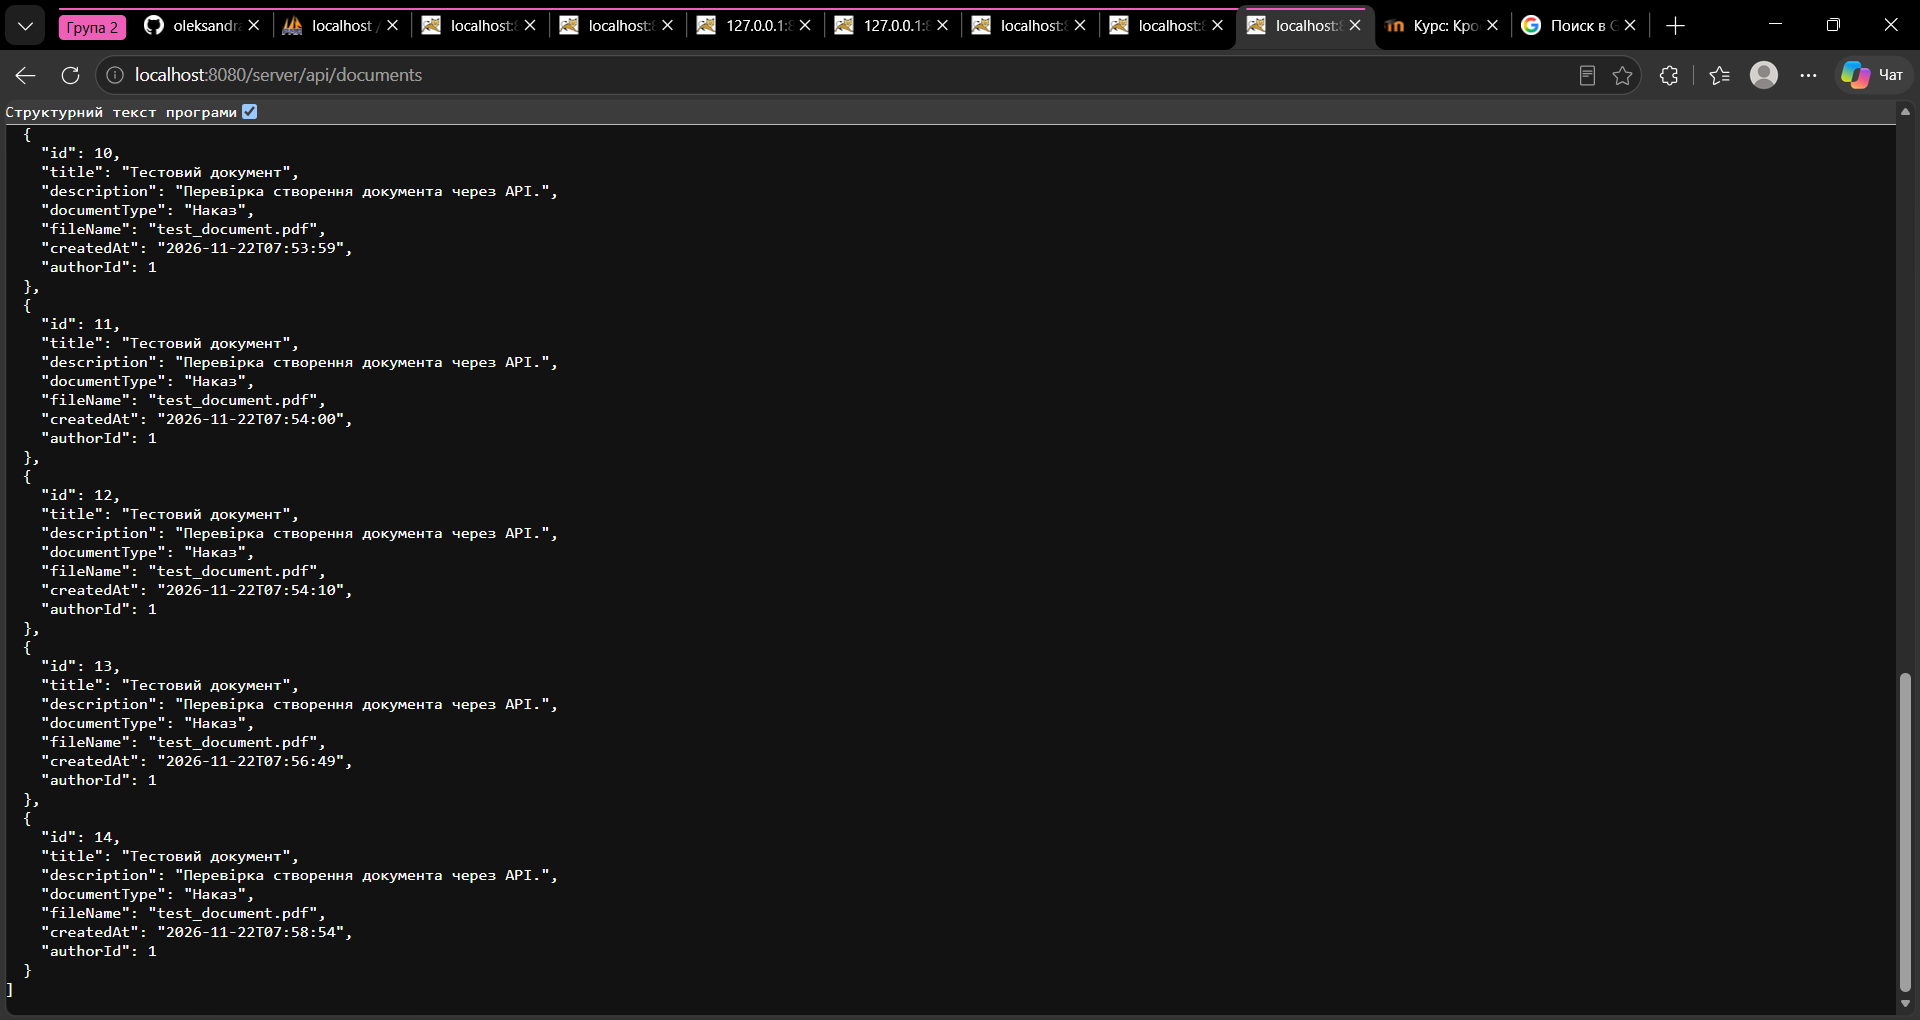 Група 2
oleksandr
localhost /
localhost:8
localhost:8
127.0.0.1:8
127.0.0.1:8
localhost:8
localhost:8
localhost:8
Курс: Кро
Поиск в G
localhost:8080/server/api/documents
Чат
Структурний текст програми
{
"id": 10,
"title": "Тестовий документ",
"description": "Перевірка створення документа через API.",
"documentType": "Наказ",
"fileName": "test_document.pdf",
"createdAt": "2026-11-22T07:53:59",
"authorId": 1
},
{
"id": 11,
"title": "Тестовий документ",
"description": "Перевірка створення документа через API.",
"documentType": "Наказ",
"fileName": "test_document.pdf",
"createdAt": "2026-11-22T07:54:00",
"authorId": 1
},
{
"id": 12,
"title": "Тестовий документ",
"description": "Перевірка створення документа через API.",
"documentType": "Наказ",
"fileName": "test_document.pdf",
"createdAt": "2026-11-22T07:54:10",
"authorId": 1
},
{
"id": 13,
"title": "Тестовий документ",
"description": "Перевірка створення документа через API.",
"documentType": "Наказ",
"fileName": "test_document.pdf",
"createdAt": "2026-11-22T07:56:49",
"authorId": 1
},
{
"id": 14,
"title": "Тестовий документ",
"description": "Перевірка створення документа через API.",
"documentType": "Наказ",
"fileName": "test_document.pdf",
"createdAt": "2026-11-22T07:58:54",
"authorId": 1
}
]